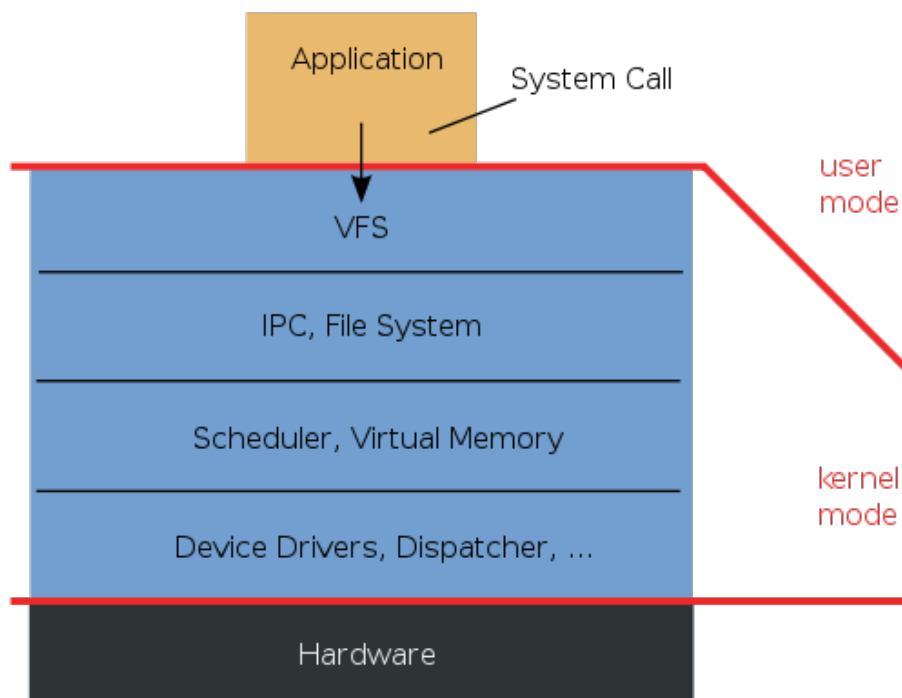 Application
System Call
user
mode
VFS
IPC, File System
Scheduler, Virtual Memory
kernel
mode
Device Drivers, Dispatcher, ...
Hardware